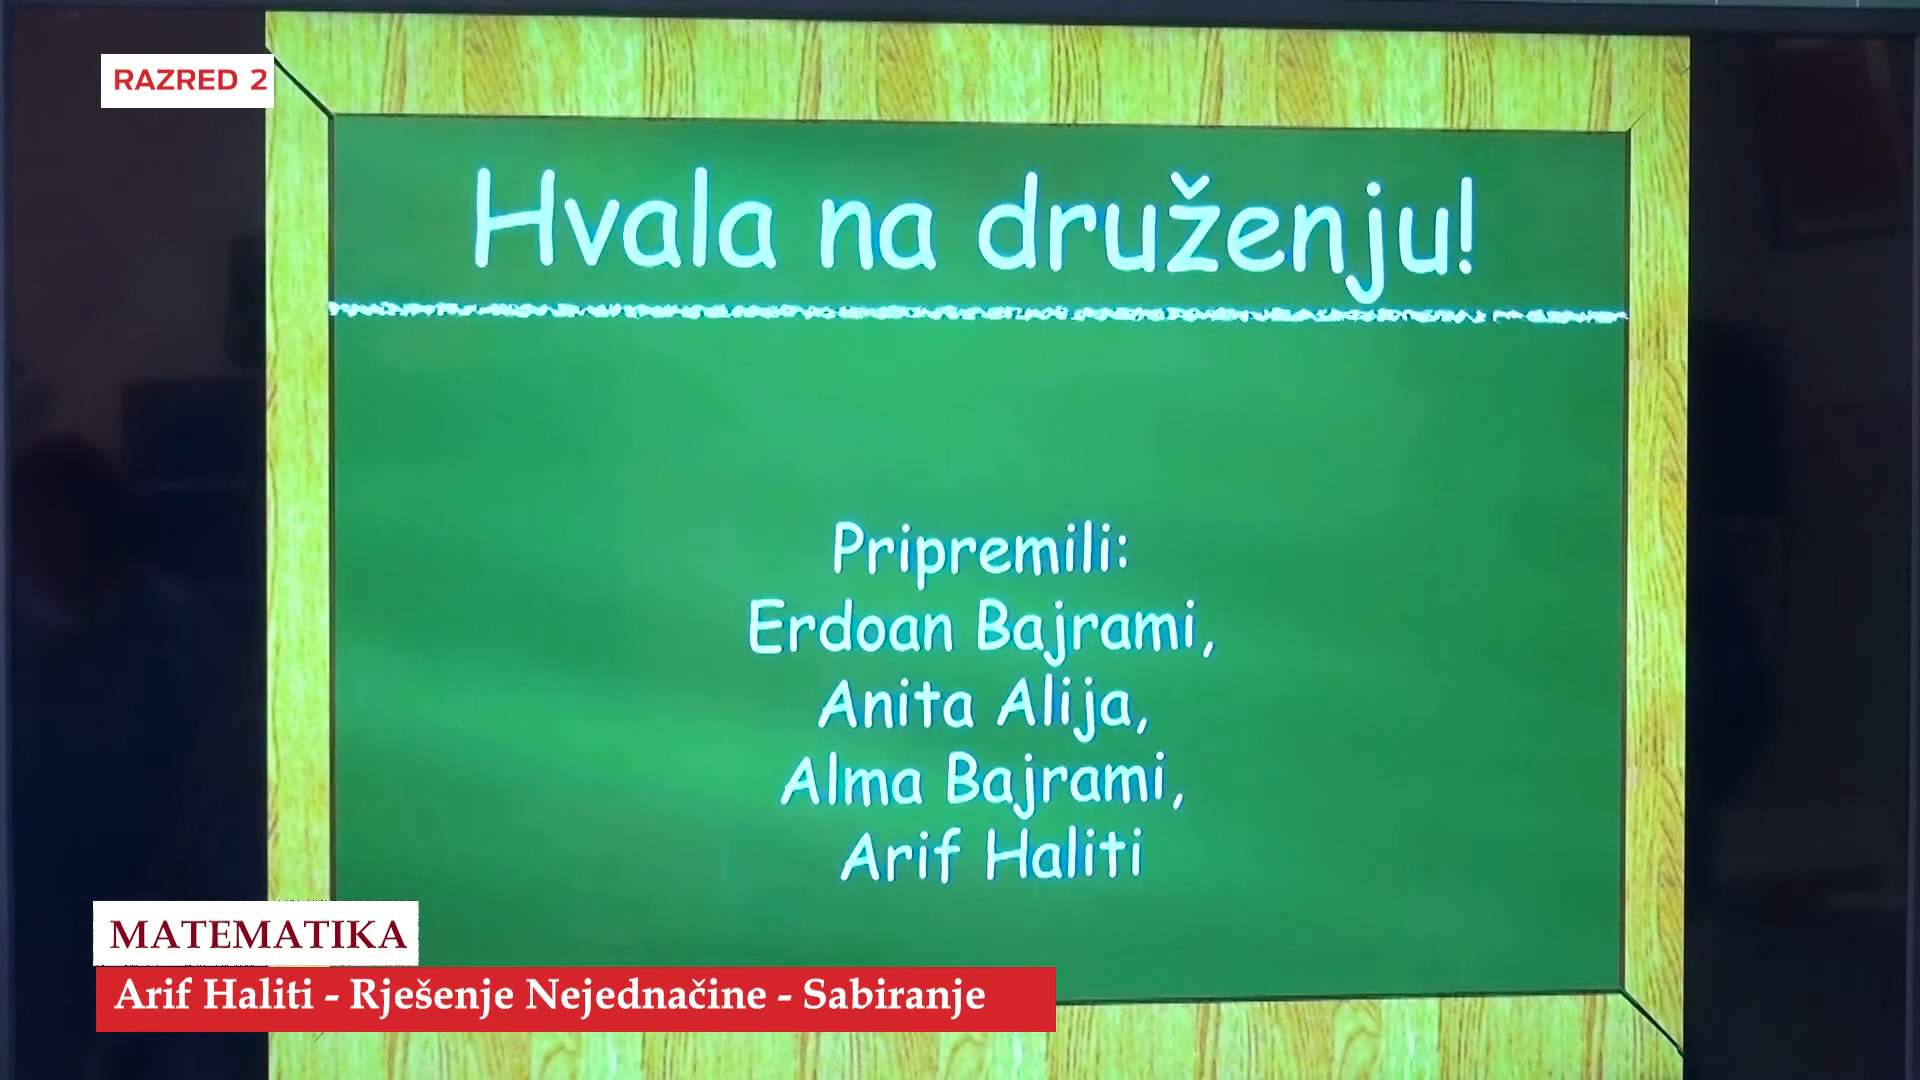 RAZRED 2
Hvala na druženju!
Pripremili:
Erdoan Bajrami,
Anita Alija,
Alma Bajrami,
Arif Haliti
MATEMATIKA
Arif Haliti - Rješenje Nejednačine - Sabiranje